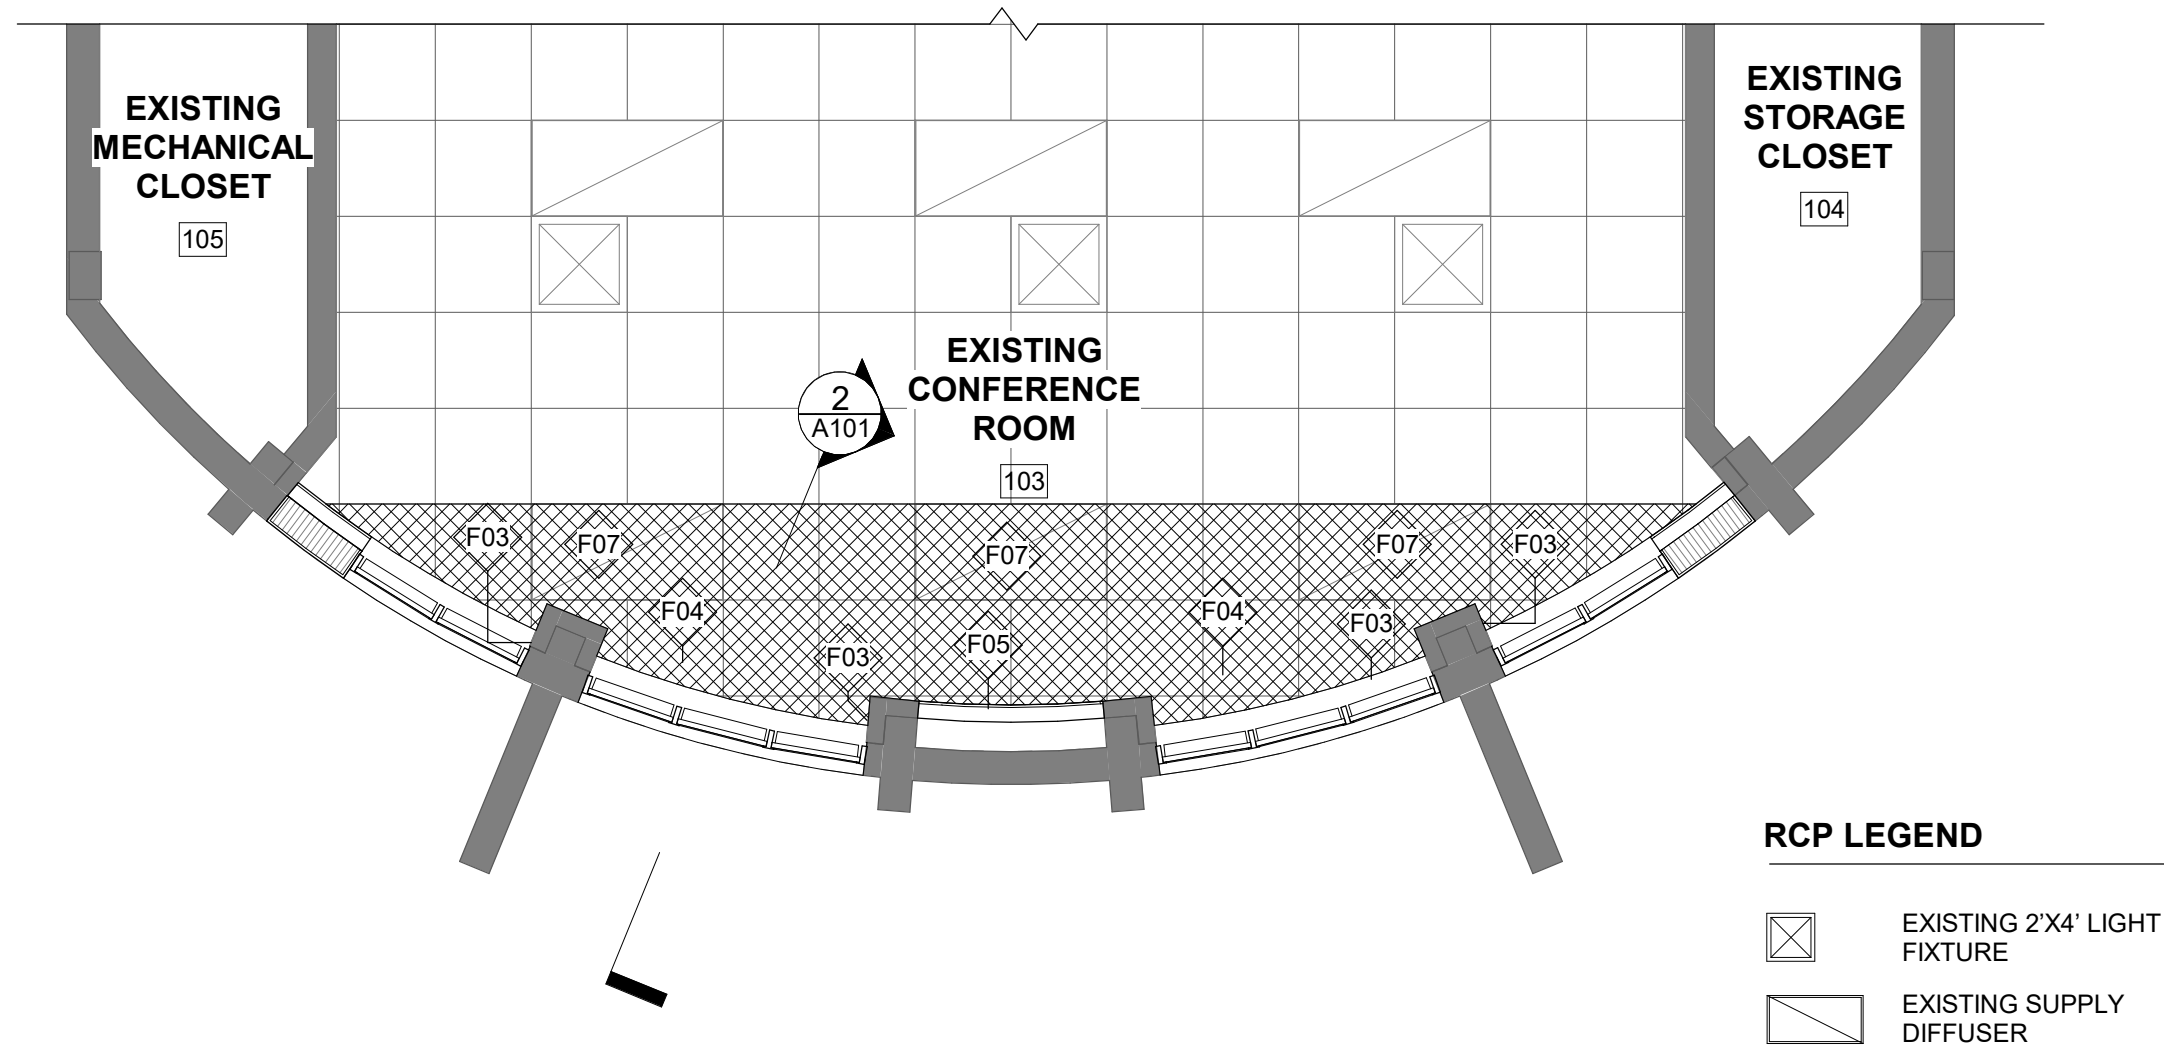 EXISTING
MECHANICAL
CLOSET
105
EXISTING
STORAGE
CLOSET
104
EXISTING
CONFERENCE
ROOM
103
2
A101
F03
F07
F07
F07
F03
F04
F04
F03
F03
F05
RCP LEGEND
EXISTING 2'X4' LIGHT
FIXTURE
EXISTING SUPPLY
DIFFUSER